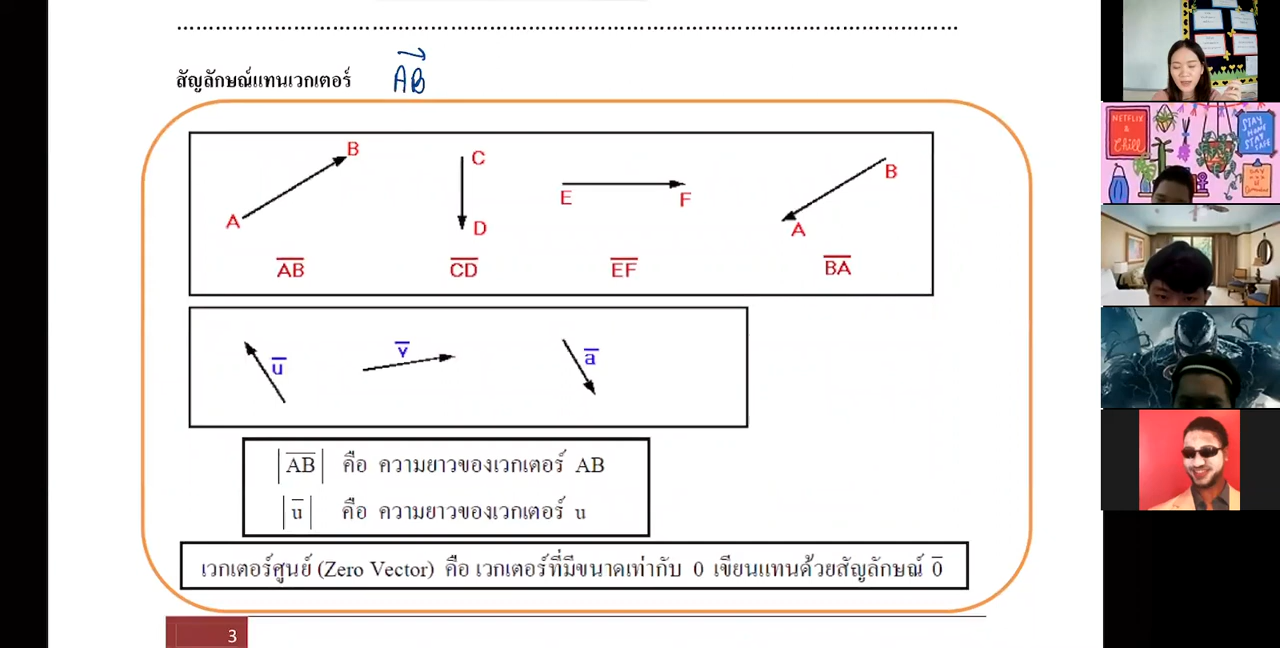 สัญลักษณ์แทนเวกเตอร์ AB
B
A
AB
C
D
CD
E
F
EF
B
A
BA
u
v
a
|AB| คือ ความยาวของเวกเตอร์ AB
|u| คือ ความยาวของเวกเตอร์ u
เวกเตอร์ศูนย์ (Zero Vector) คือ เวกเตอร์ที่มีขนาดเท่ากับ 0 เขียนแทนด้วยสัญลักษณ์ 0
3
NETFLIX
&
Chill
STAY
HOME
STAY
SAFE